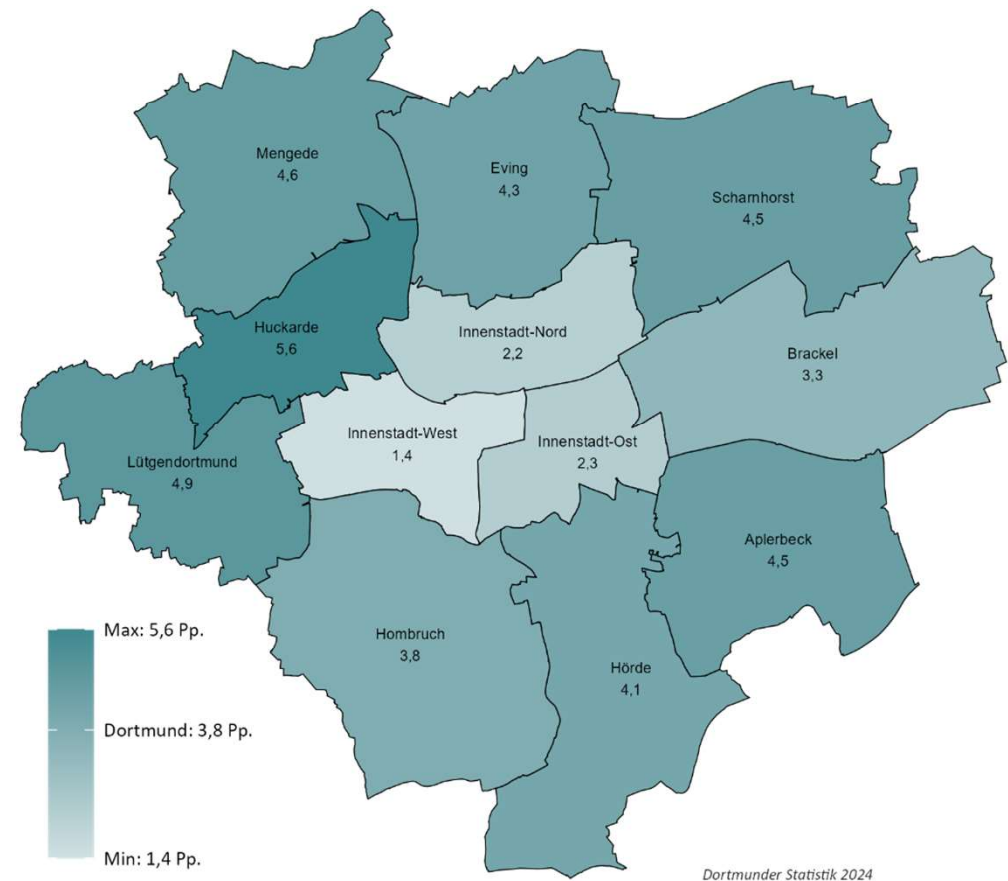 Mengede
4,6
Eving
4,3
Scharnhorst
4,5
Huckarde
5,6
Innenstadt-Nord
2,2
Brackel
3,3
Innenstadt-West
1,4
Innenstadt-Ost
2,3
Lütgendortmund
4,9
Aplerbeck
4,5
Hombruch
3,8
Hörde
4,1
Max: 5,6 Pp.
Dortmund: 3,8 Pp.
Min: 1,4 Pp.
Dortmunder Statistik 2024